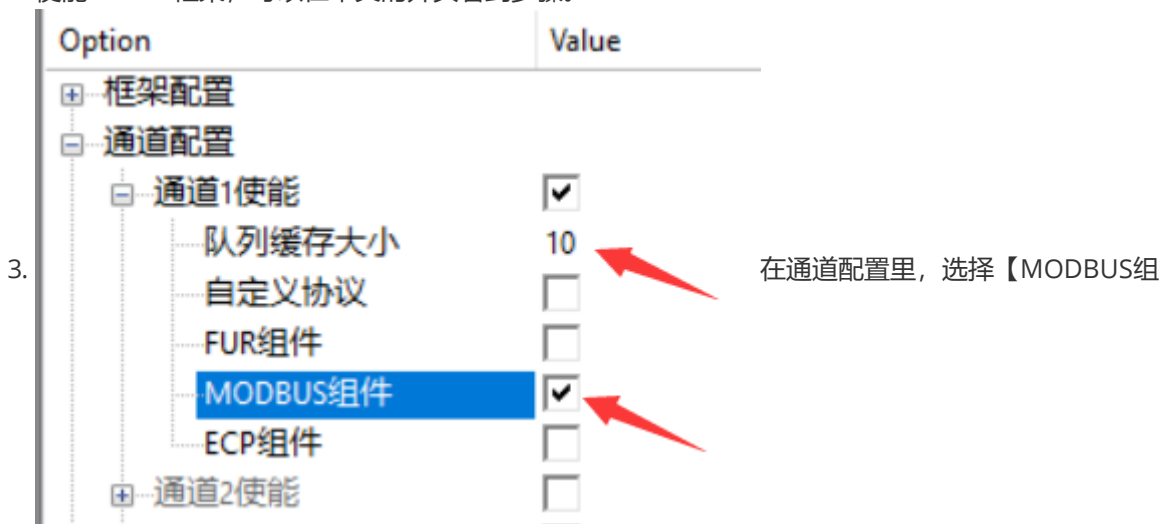 Option Value
框架配置
通道配置
通道1使能
队列缓存大小 10
自定义协议
FUR组件
MODBUS组件
ECP组件
通道2使能
3. 在通道配置里，选择【MODBUS组